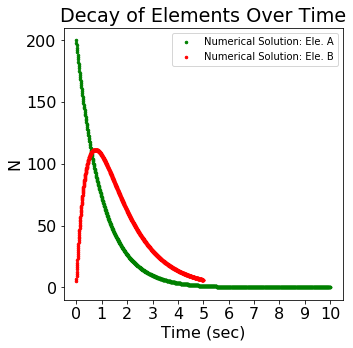 Decay of Elements Over Time
Numerical Solution: Ele. A
Numerical Solution: Ele. B
200
150
100
50
0
N
0 1 2 3 4 5 6 7 8 9 10
Time (sec)